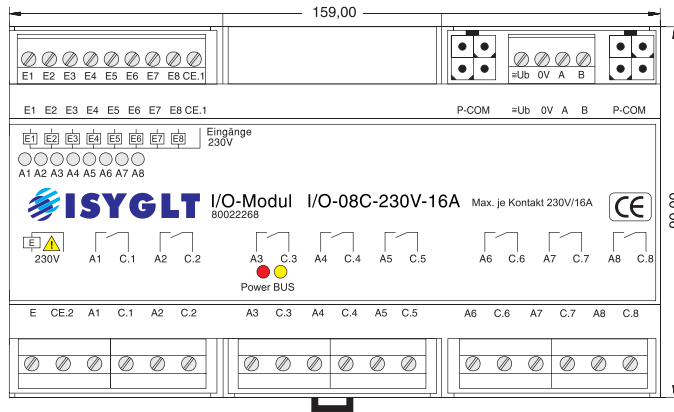 159,00
E1 E2 E3 E4 E5 E6 E7 E8 CE.1
≂Ub 0V A B
E1 E2 E3 E4 E5 E6 E7 E8 CE.1
P-COM ≂Ub 0V A B P-COM
E1 E2 E3 E4 E5 E6 E7 E8
Eingänge
230V
A1 A2 A3 A4 A5 A6 A7 A8
ISYGLT
I/O-Modul I/O-08C-230V-16A
80022268
Max. je Kontakt 230V/16A
CE
E
230V A1 C.1 A2 C.2 A3 C.3 A4 C.4 A5 C.5 A6 C.6 A7 C.7 A8 C.8
Power BUS
E CE.2 A1 C.1 A2 C.2 A3 C.3 A4 C.4 A5 C.5 A6 C.6 A7 C.7 A8 C.8